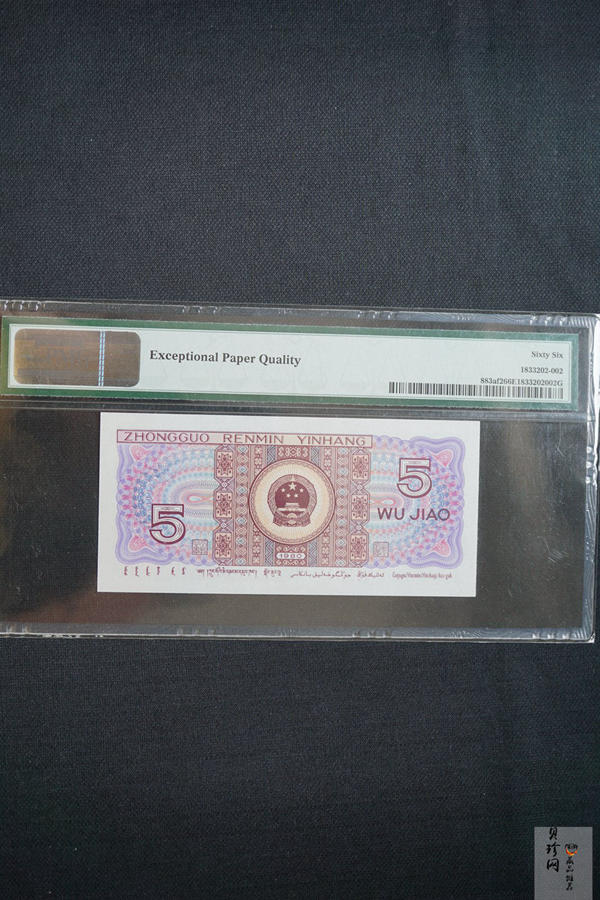 Exceptional Paper Quality
Sixty Six
1833202-002
883af266E1833202002G
ZHONGGUO RENMIN YINHANG
5
WU JIAO
5
1980
贝珍网